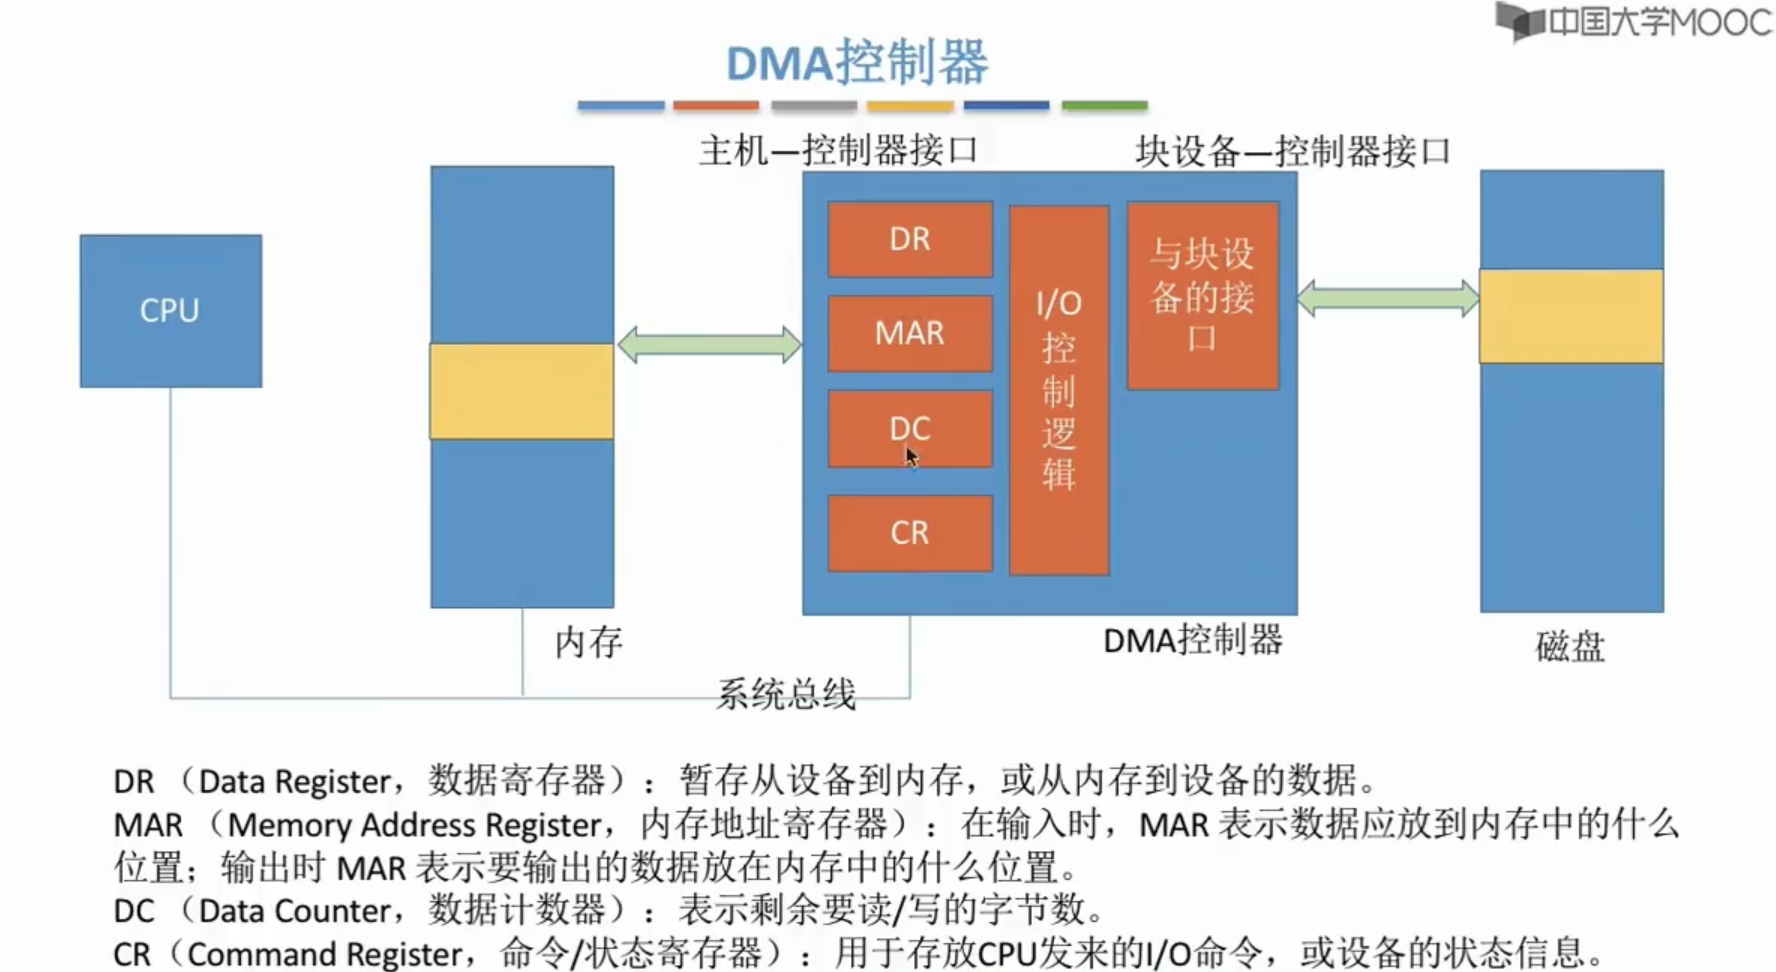 中国大学MOOC
DMA控制器
主机—控制器接口
块设备—控制器接口
CPU
DR
MAR
DC
CR
I/O
控
制
逻
辑
与块设
备的接
口
内存
DMA控制器
磁盘
系统总线
DR （Data Register，数据寄存器）：暂存从设备到内存，或从内存到设备的数据。
MAR （Memory Address Register，内存地址寄存器）：在输入时，MAR 表示数据应放到内存中的什么
位置；输出时 MAR 表示要输出的数据放在内存中的什么位置。
DC （Data Counter，数据计数器）：表示剩余要读/写的字节数。
CR（Command Register，命令/状态寄存器）：用于存放CPU发来的I/O命令，或设备的状态信息。